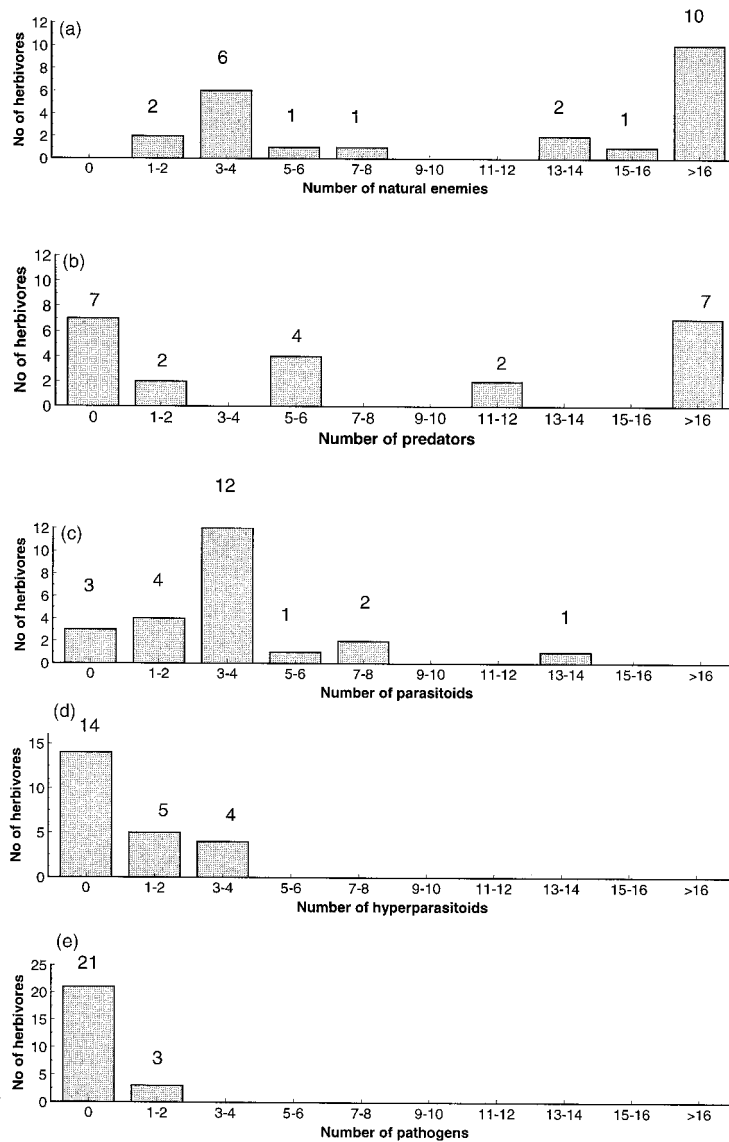 (a)
10
6
2
1
1
2
1
12
10
8
6
4
2
0
No of herbivores
0 1-2 3-4 5-6 7-8 9-10 11-12 13-14 15-16 >16
Number of natural enemies
(b)
7
2
4
2
7
12
10
8
6
4
2
0
No of herbivores
0 1-2 3-4 5-6 7-8 9-10 11-12 13-14 15-16 >16
Number of predators
(c)
12
3
4
1
2
1
12
10
8
6
4
2
0
No of herbivores
0 1-2 3-4 5-6 7-8 9-10 11-12 13-14 15-16 >16
Number of parasitoids
(d)
14
5
4
15
10
5
0
No of herbivores
0 1-2 3-4 5-6 7-8 9-10 11-12 13-14 15-16 >16
Number of hyperparasitoids
(e)
21
3
25
20
15
10
5
0
No of herbivores
0 1-2 3-4 5-6 7-8 9-10 11-12 13-14 15-16 >16
Number of pathogens